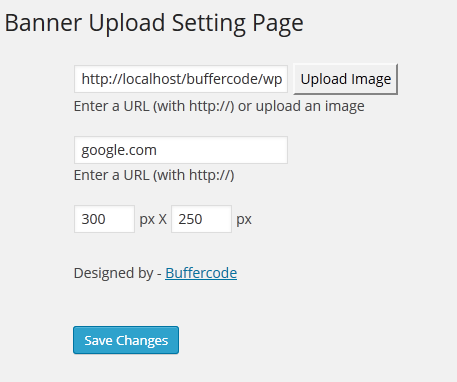 Banner Upload Setting Page
http://localhost/buffercode/wp Upload Image
Enter a URL (with http://) or upload an image
google.com
Enter a URL (with http://)
300 px X 250 px
Designed by - Buffercode
Save Changes